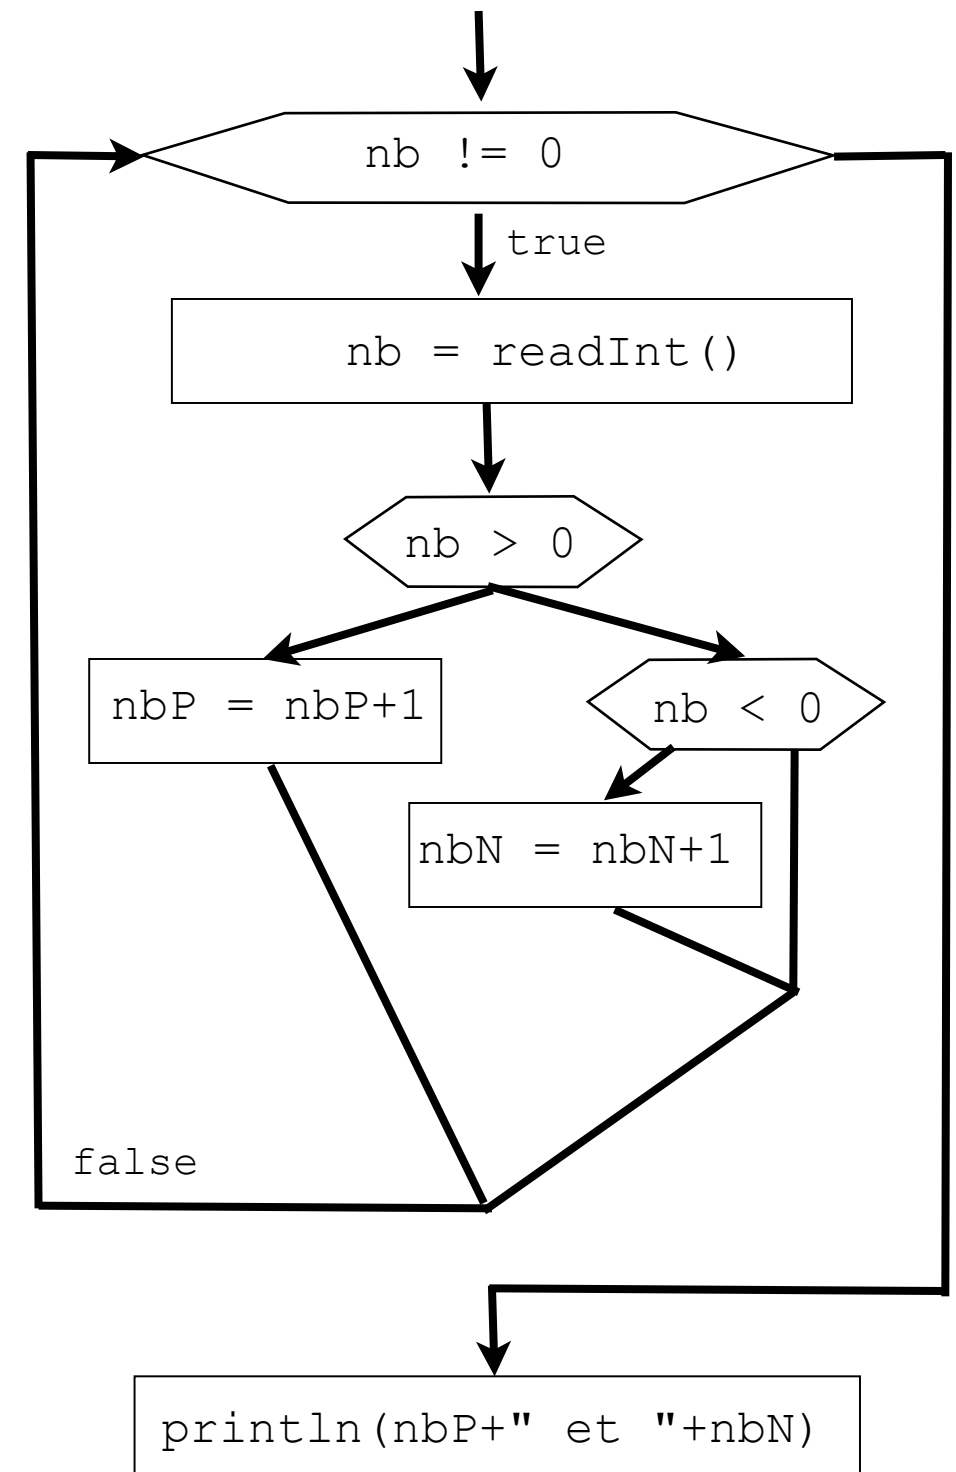 nb != 0
true
nb = readInt()
nb > 0
nbP = nbP+1
nb < 0
nbN = nbN+1
false
println(nbP+" et "+nbN)